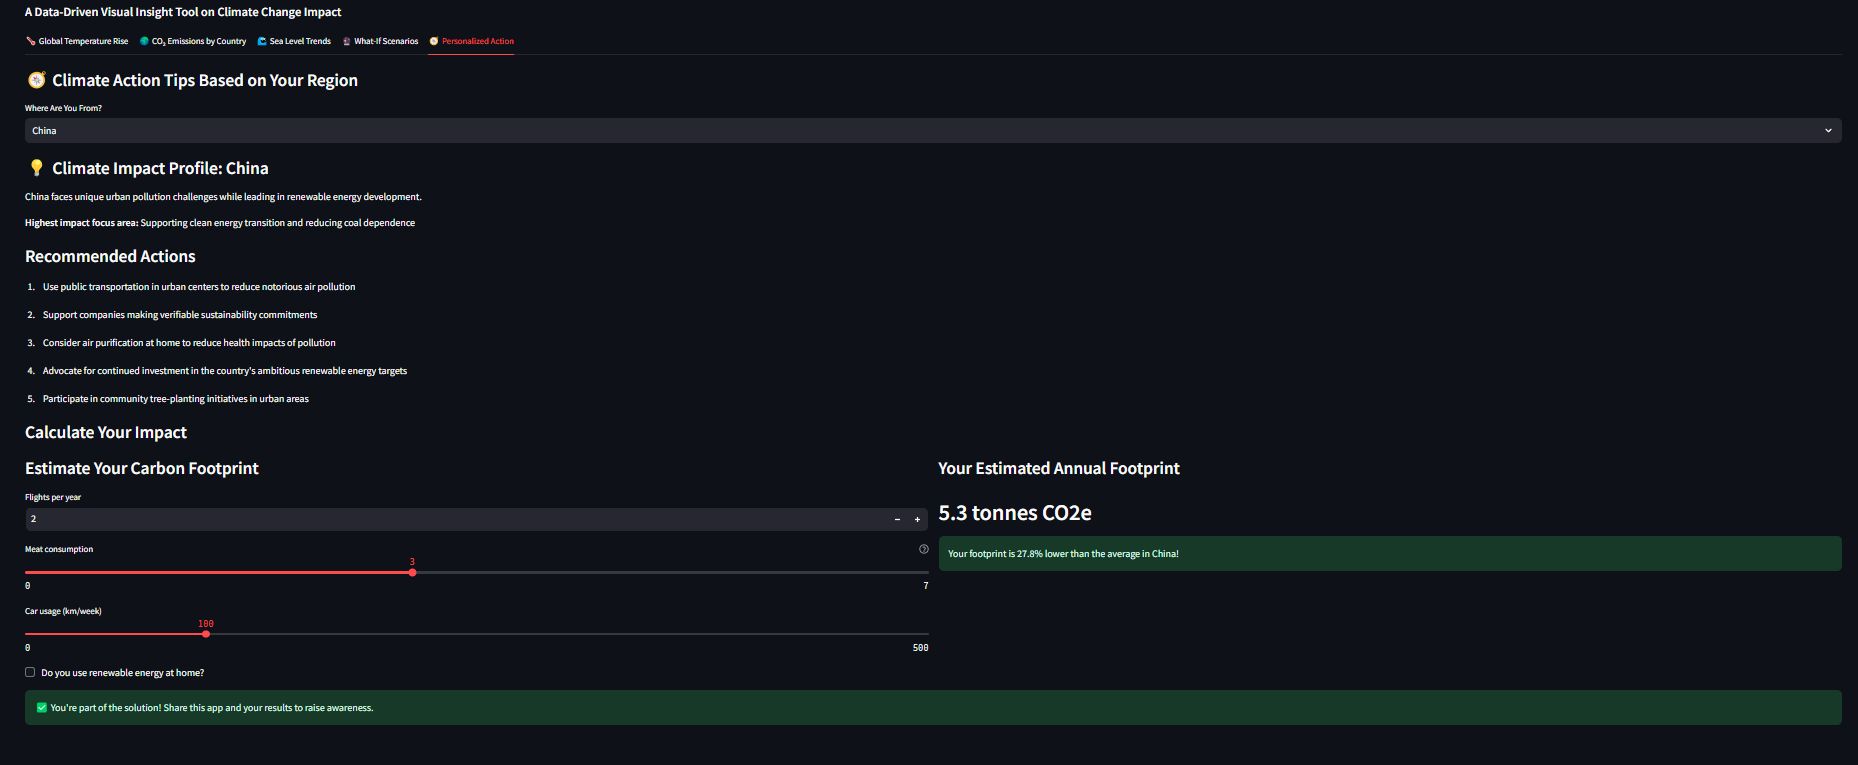 A Data-Driven Visual Insight Tool on Climate Change Impact
Global Temperature Rise CO₂ Emissions by Country Sea Level Trends What-If Scenarios Personalized Action
Climate Action Tips Based on Your Region
Where Are You From?
China
Climate Impact Profile: China
China faces unique urban pollution challenges while leading in renewable energy development.
Highest impact focus area: Supporting clean energy transition and reducing coal dependence
Recommended Actions
1. Use public transportation in urban centers to reduce notorious air pollution
2. Support companies making verifiable sustainability commitments
3. Consider air purification at home to reduce health impacts of pollution
4. Advocate for continued investment in the country's ambitious renewable energy targets
5. Participate in community tree-planting initiatives in urban areas
Calculate Your Impact
Estimate Your Carbon Footprint
Flights per year
2 − +
Meat consumption
3
0 7
Car usage (km/week)
100
0 500
Do you use renewable energy at home?
Your Estimated Annual Footprint
5.3 tonnes CO2e
Your footprint is 27.8% lower than the average in China!
✅ You're part of the solution! Share this app and your results to raise awareness.